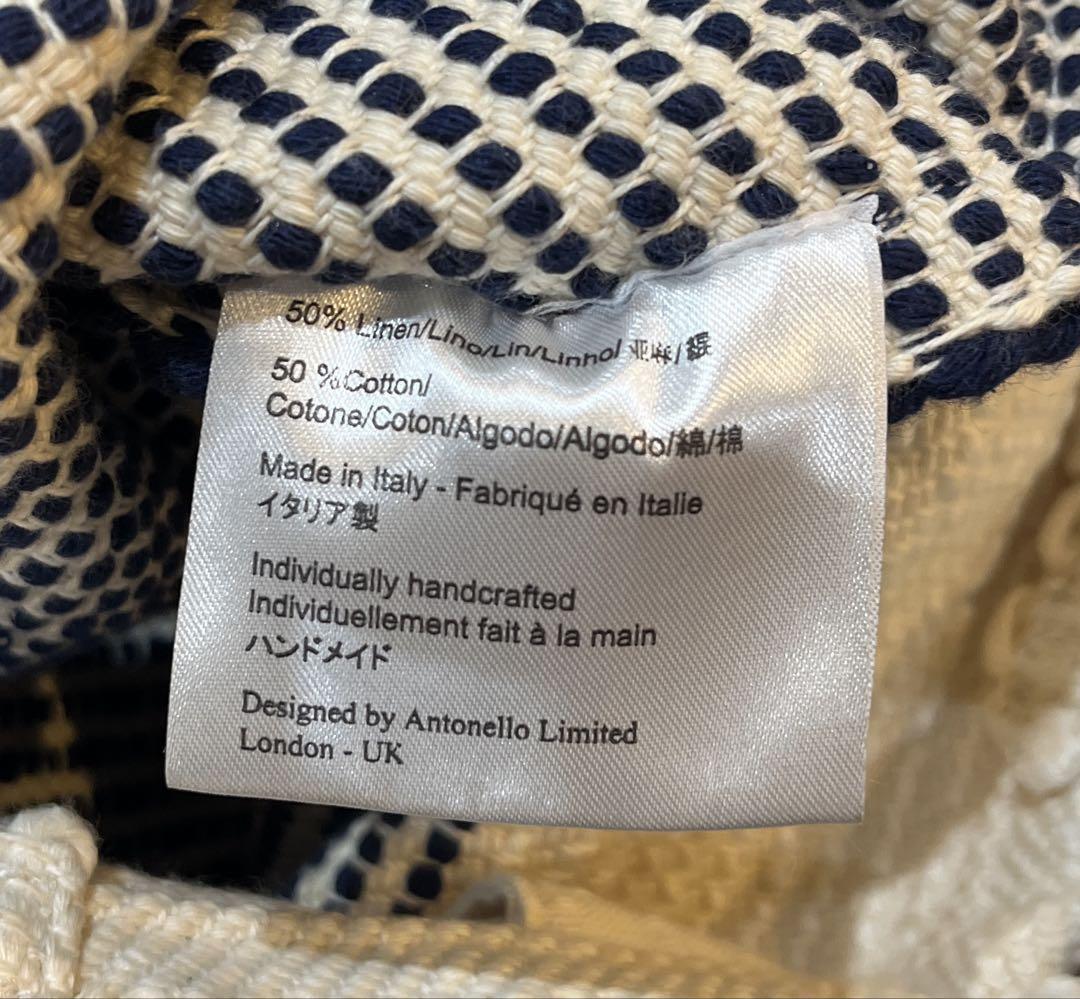 50% Linen/Lino/Lin/Linho/ 亜麻/
50 % Cotton/
Cotone/Coton/Algodo/Algodo/綿/棉
Made in Italy - Fabriqué en Italie
イタリア製
Individually handcrafted
Individuellement fait à la main
ハンドメイド
Designed by Antonello Limited
London - UK